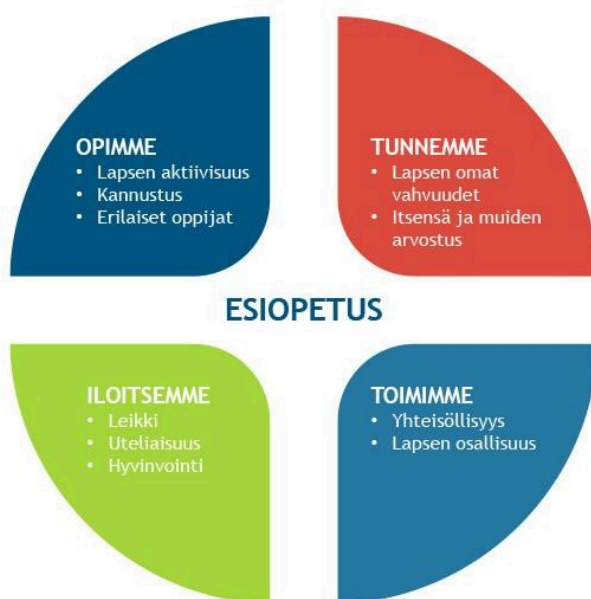 OPIMME
• Lapsen aktiivisuus
• Kannustus
• Erilaiset oppijat
TUNNEMME
• Lapsen omat
vahvuudet
• Itsensä ja muiden
arvostus
ESIOPETUS
ILOITSEMME
• Leikki
• Uteliaisuus
• Hyvinvointi
TOIMIMME
• Yhteisöllisyys
• Lapsen osallisuus